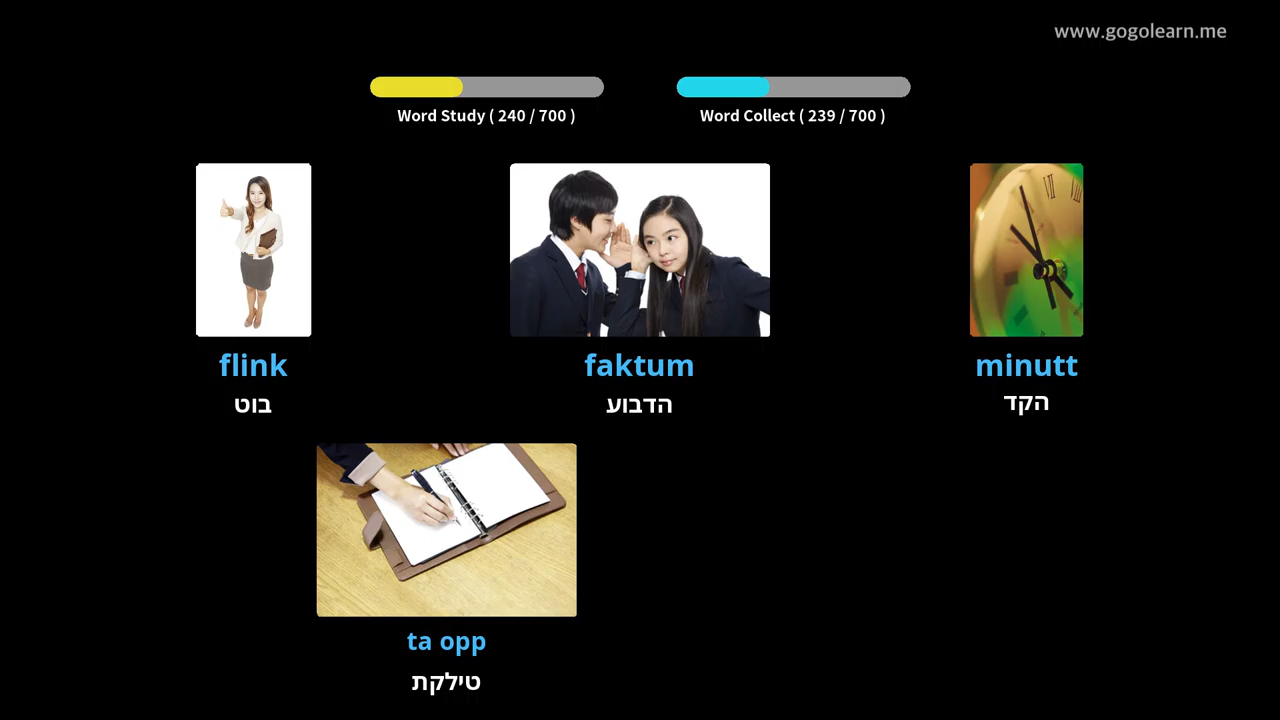 www.gogolearn.me
Word Study ( 240 / 700 )
Word Collect ( 239 / 700 )
flink
בוט
faktum
הדבוע
minutt
הקד
ta opp
טילקת